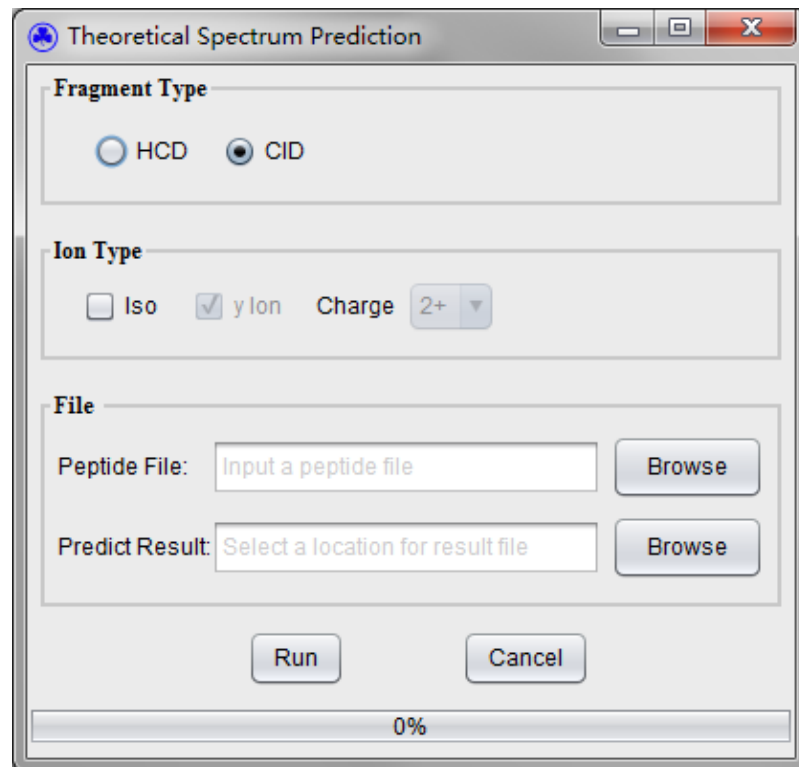 Theoretical Spectrum Prediction
Fragment Type
HCD CID
Ion Type
Iso y Ion Charge 2+
File
Peptide File: Input a peptide file Browse
Predict Result: Select a location for result file Browse
Run Cancel
0%